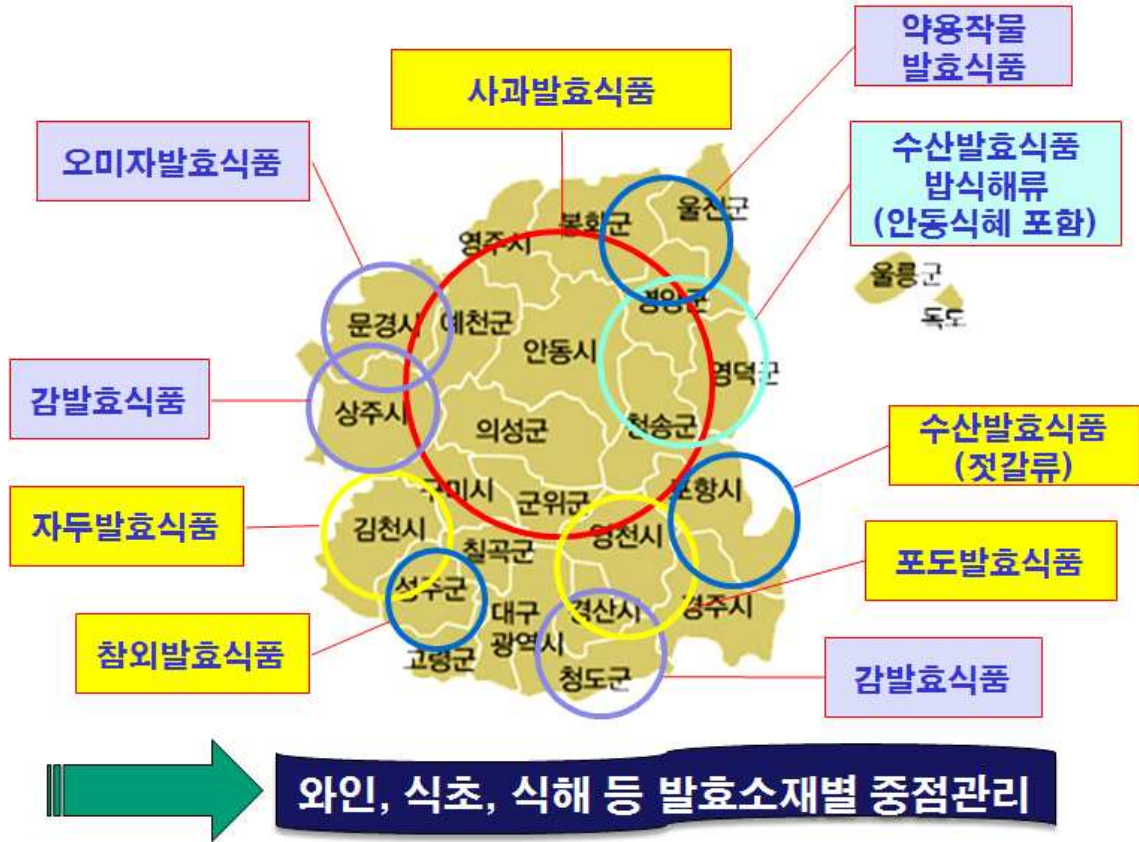 약용작물
발효식품
사과발효식품
오미자발효식품
수산발효식품
밥식해류
(안동식혜 포함)
봉화군
울진군
영주시
울릉군
독도
영양군
문경시
예천군
안동시
영덕군
감발효식품
상주시
의성군
청송군
수산발효식품
(젓갈류)
구미시
군위군
포항시
자두발효식품
김천시
영천시
칠곡군
포도발효식품
성주군
대구
광역시
경산시
경주시
참외발효식품
고령군
청도군
감발효식품
와인, 식초, 식해 등 발효소재별 중점관리